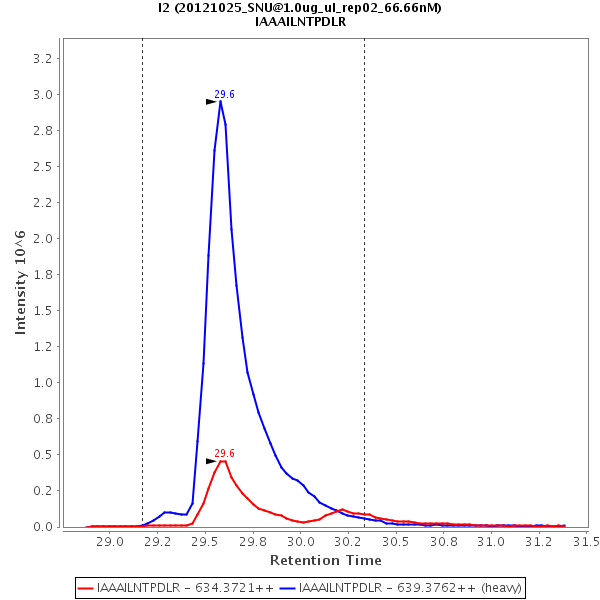 I2 (20121025_SNU@1.0ug_ul_rep02_66.66nM)
IAAAILNTPDLR
Intensity 10^6
3.2
3.0
2.8
2.5
2.2
2.0
1.8
1.5
1.2
1.0
0.8
0.5
0.2
0.0
29.6
29.6
29.0 29.2 29.5 29.8 30.0 30.3 30.5 30.8 31.0 31.2 31.5
Retention Time
IAAAILNTPDLR - 634.3721++ IAAAILNTPDLR - 639.3762++ (heavy)